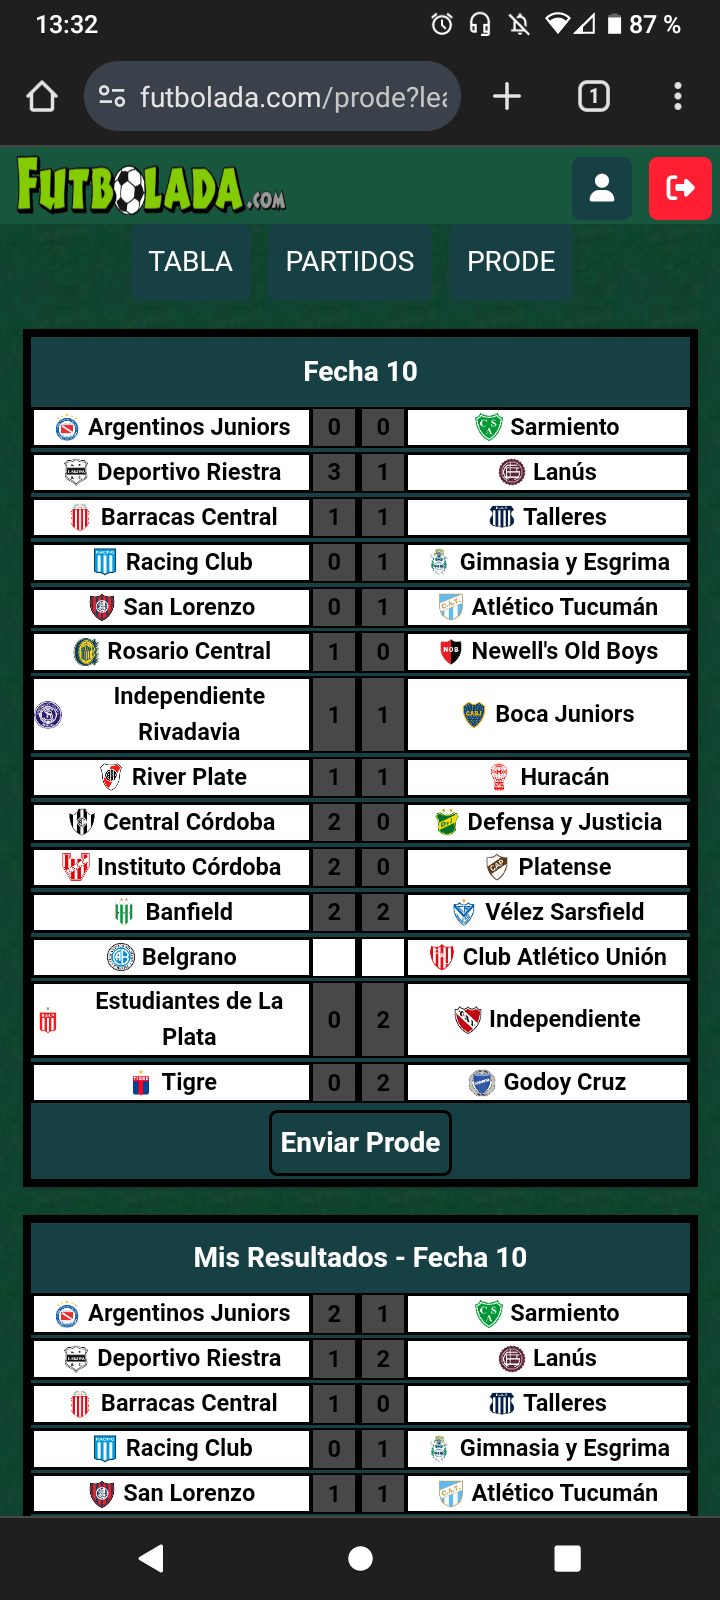 13:32
87 %
futbolada.com/prode?lea
1
FUTBOLADA.COM
TABLA PARTIDOS PRODE
Fecha 10
Argentinos Juniors 0 0 Sarmiento
Deportivo Riestra 3 1 Lanús
Barracas Central 1 1 Talleres
Racing Club 0 1 Gimnasia y Esgrima
San Lorenzo 0 1 Atlético Tucumán
Rosario Central 1 0 Newell's Old Boys
Independiente
Rivadavia 1 1 Boca Juniors
River Plate 1 1 Huracán
Central Córdoba 2 0 Defensa y Justicia
Instituto Córdoba 2 0 Platense
Banfield 2 2 Vélez Sarsfield
Belgrano Club Atlético Unión
Estudiantes de La
Plata 0 2 Independiente
Tigre 0 2 Godoy Cruz
Enviar Prode
Mis Resultados - Fecha 10
Argentinos Juniors 2 1 Sarmiento
Deportivo Riestra 1 2 Lanús
Barracas Central 1 0 Talleres
Racing Club 0 1 Gimnasia y Esgrima
San Lorenzo 1 1 Atlético Tucumán